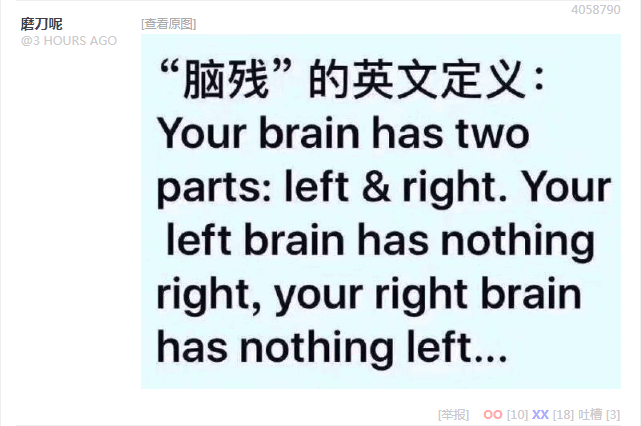 4058790
磨刀呢
@3 HOURS AGO
[查看原图]
“脑残”的英文定义：
Your brain has two
parts: left & right. Your
left brain has nothing
right, your right brain
has nothing left...
[举报] OO [10] XX [18] 吐槽 [3]